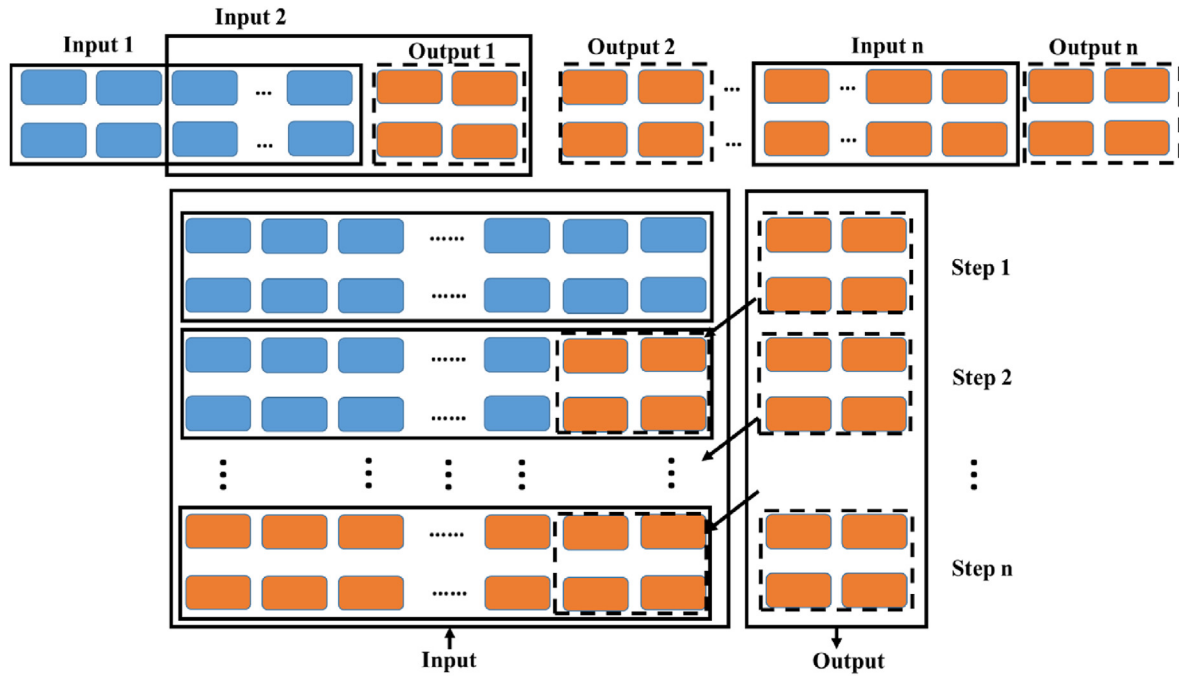 Input 2
Input 1
Output 1
Output 2
Input n
Output n
...
...
...
...
...
...
Step 1
......
......
Step 2
......
......
Step n
......
......
Input
Output